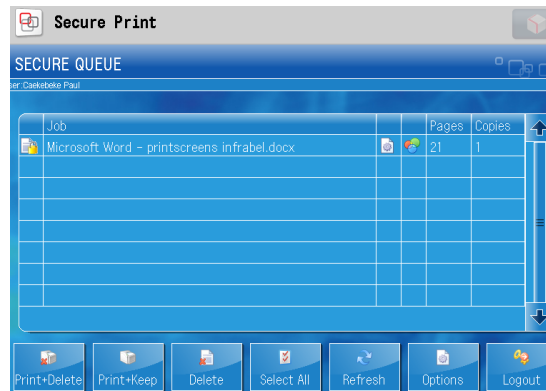 Secure Print
SECURE QUEUE
ser:Caekebeke Paul
Job Pages Copies
Microsoft Word - printscreens infrabel.docx 21 1
Print+Delete Print+Keep Delete Select All Refresh Options Logout